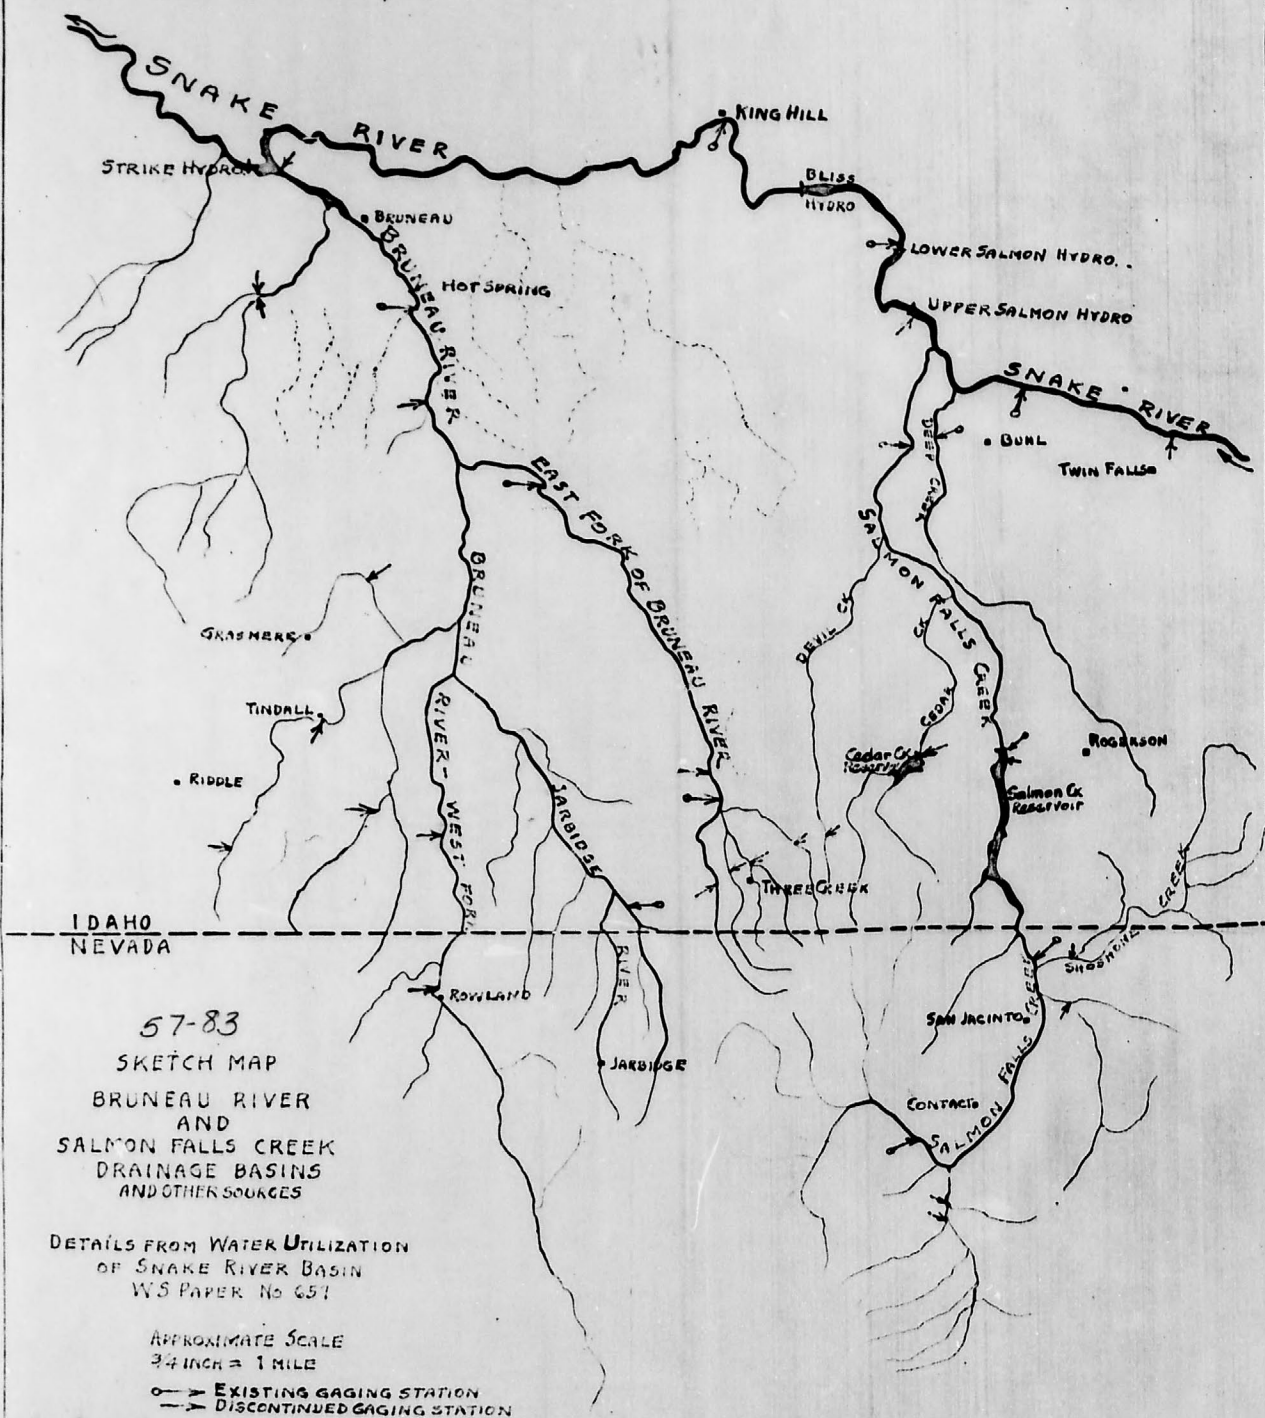 SNAKE RIVER
KING HILL
STRIKE HYDRO.
BLISS
HYDRO
BRUNEAU
LOWER SALMON HYDRO..
BRUNEAU RIVER
HOT SPRING
UPPER SALMON HYDRO
SNAKE RIVER
DEEP CREEK
BUHL
TWIN FALLS
EAST FORK OF BRUNEAU RIVER
SALMON FALLS CREEK
BRUNEAU
DEVIL CK
CEDAR CK
GRASMERE
TINDALL
RIVER - WEST FORK
ROGERSON
RIDDLE
Cedar Ck
Reservoir
JARBIDGE
Salmon Ck
RESERVOIR
THREE CREEK
SHOSHONE CREEK
IDAHO
NEVADA
RIVER
ROWLAND
SAN JACINTO
JARBIDGE
CONTACT
SALMON FALLS CREEK
57-83
SKETCH MAP
BRUNEAU RIVER
AND
SALMON FALLS CREEK
DRAINAGE BASINS
AND OTHER SOURCES
DETAILS FROM WATER UTILIZATION
OF SNAKE RIVER BASIN
WS PAPER No 657
APPROXIMATE SCALE
3/4 INCH = 1 MILE
EXISTING GAGING STATION
DISCONTINUED GAGING STATION